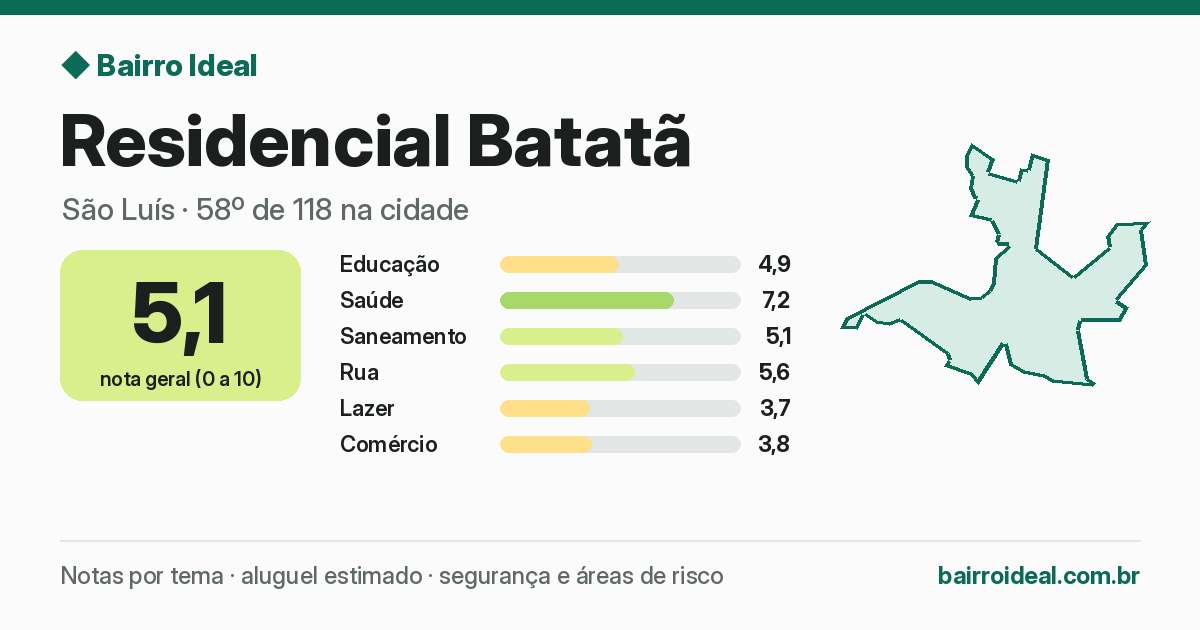 Bairro Ideal
Residencial Batatã
São Luís · 58º de 118 na cidade
5,1
nota geral (0 a 10)
Educação 4,9
Saúde 7,2
Saneamento 5,1
Rua 5,6
Lazer 3,7
Comércio 3,8
Notas por tema · aluguel estimado · segurança e áreas de risco
bairroideal.com.br